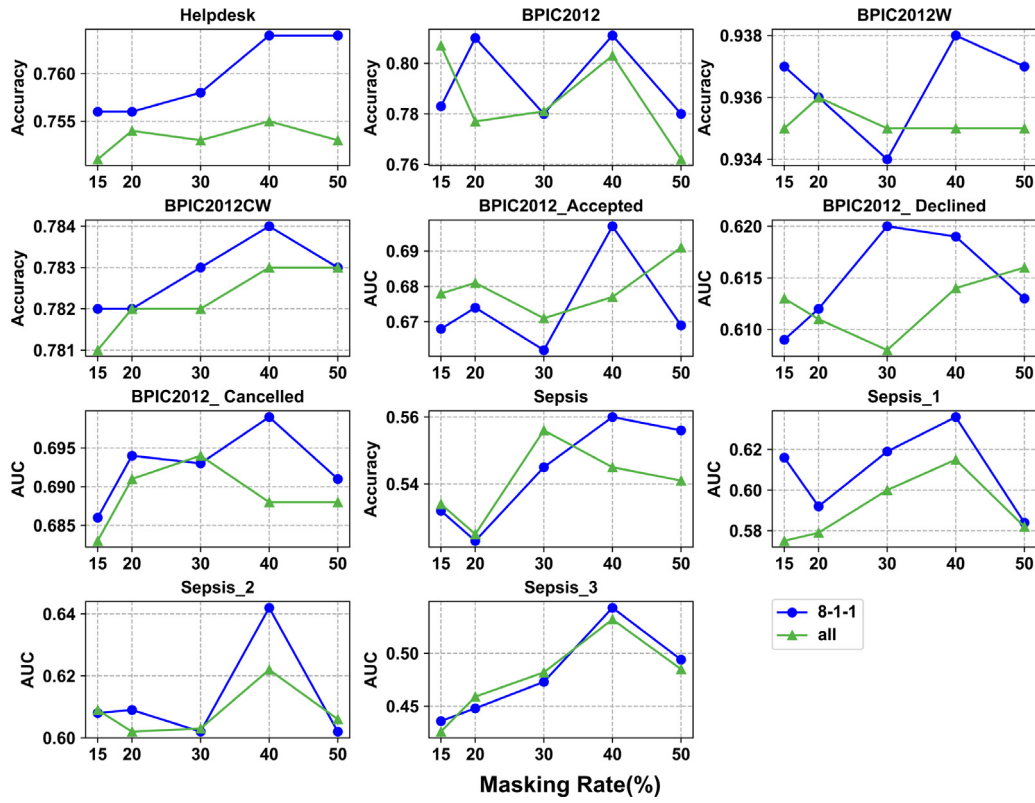 Helpdesk
BPIC2012
BPIC2012W
Accuracy
0.760
0.755
15 20 30 40 50
Accuracy
0.80
0.78
0.76
15 20 30 40 50
Accuracy
0.938
0.936
0.934
15 20 30 40 50
BPIC2012CW
BPIC2012_Accepted
BPIC2012_ Declined
Accuracy
0.784
0.783
0.782
0.781
15 20 30 40 50
AUC
0.69
0.68
0.67
15 20 30 40 50
AUC
0.620
0.615
0.610
15 20 30 40 50
BPIC2012_ Cancelled
Sepsis
Sepsis_1
AUC
0.695
0.690
0.685
15 20 30 40 50
Accuracy
0.56
0.54
15 20 30 40 50
AUC
0.62
0.60
0.58
15 20 30 40 50
Sepsis_2
Sepsis_3
AUC
0.64
0.62
0.60
15 20 30 40 50
AUC
0.50
0.45
15 20 30 40 50
8-1-1
all
Masking Rate(%)